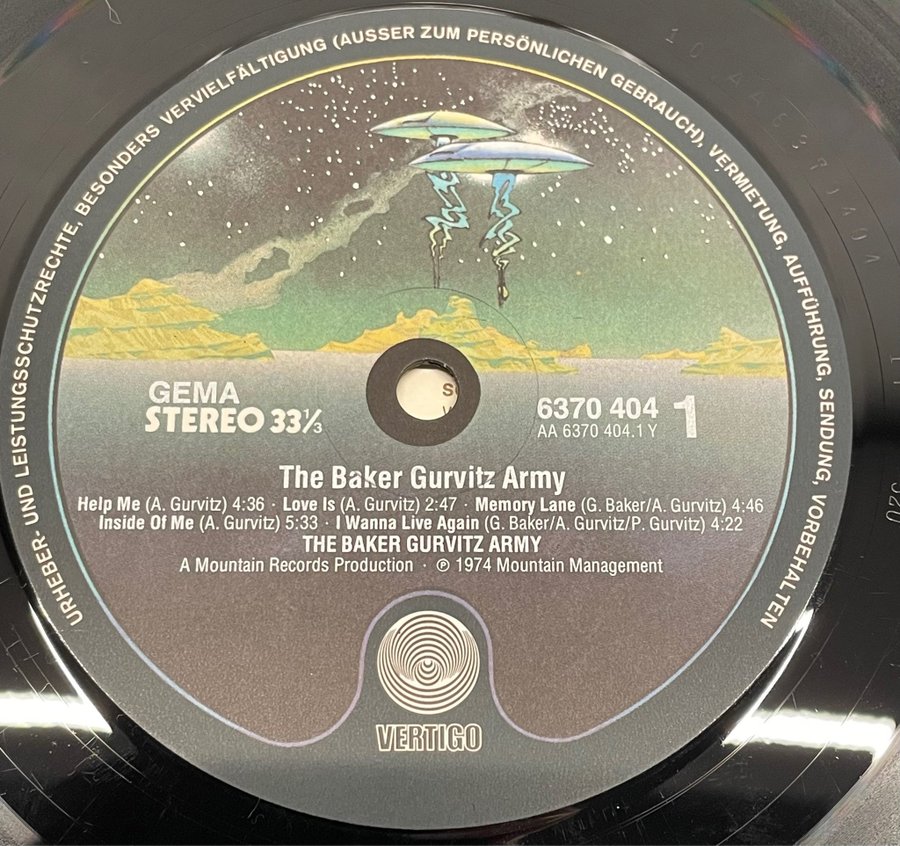 URHEBER- UND LEISTUNGSSCHUTZRECHTE, BESONDERS VERVIELFÄLTIGUNG (AUSSER ZUM PERSÖNLICHEN GEBRAUCH), VERMIETUNG, AUFFÜHRUNG, SENDUNG, VORBEHALTEN
GEMA
STEREO 33⅓
6370 404 1
AA 6370 404.1 Y
The Baker Gurvitz Army
Help Me (A. Gurvitz) 4:36 · Love Is (A. Gurvitz) 2:47 · Memory Lane (G. Baker/A. Gurvitz) 4:46
Inside Of Me (A. Gurvitz) 5:33 · I Wanna Live Again (G. Baker/A. Gurvitz/P. Gurvitz) 4:22
THE BAKER GURVITZ ARMY
A Mountain Records Production · ℗ 1974 Mountain Management
VERTIGO